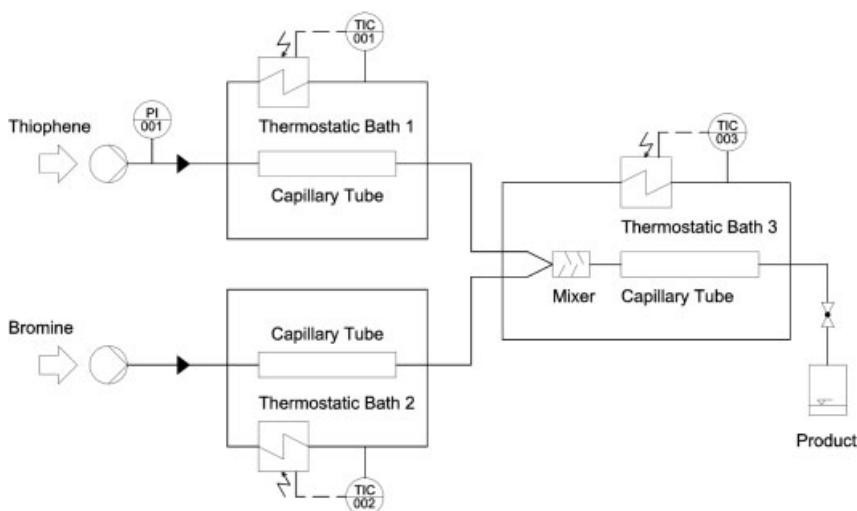 TIC
001
PI
001
Thiophene
Thermostatic Bath 1
Capillary Tube
TIC
003
Thermostatic Bath 3
Mixer
Capillary Tube
Bromine
Capillary Tube
Thermostatic Bath 2
TIC
002
Product